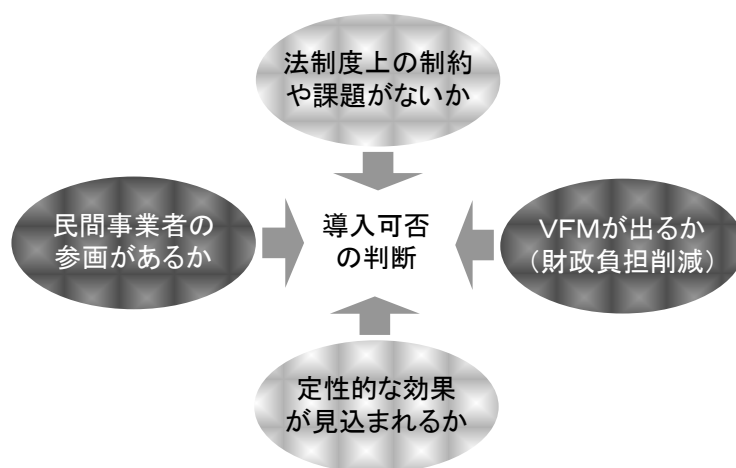 法制度上の制約
や課題がないか
民間事業者の
参画があるか
導入可否
の判断
VFMが出るか
（財政負担削減）
定性的な効果
が見込まれるか